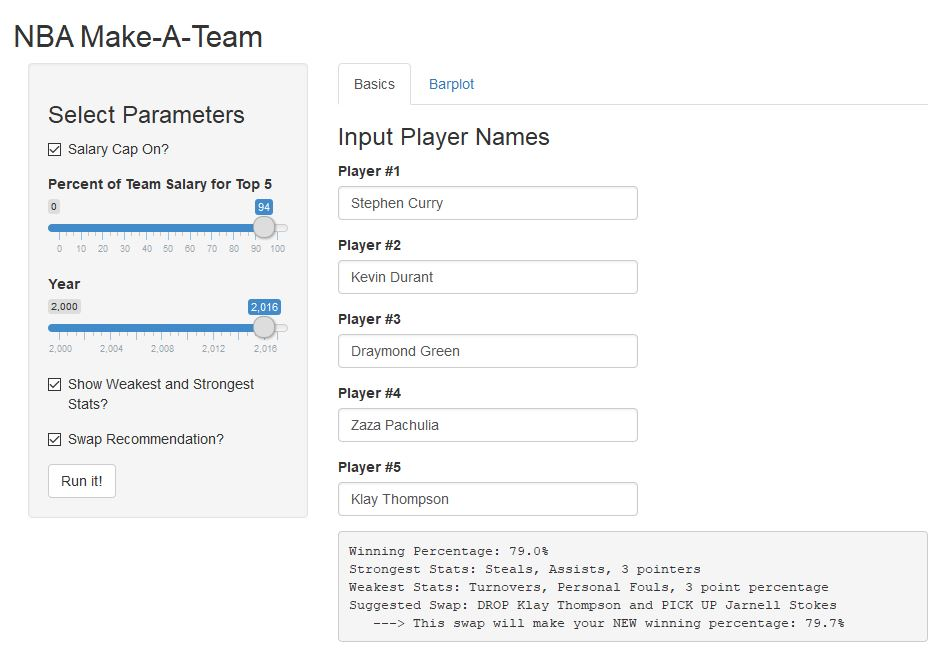 NBA Make-A-Team
Select Parameters
Salary Cap On?
Percent of Team Salary for Top 5
0 94
0 10 20 30 40 50 60 70 80 90 100
Year
2,000 2,016
2,000 2,004 2,008 2,012 2,016
Show Weakest and Strongest
Stats?
Swap Recommendation?
Run it!
Basics Barplot
Input Player Names
Player #1
Stephen Curry
Player #2
Kevin Durant
Player #3
Draymond Green
Player #4
Zaza Pachulia
Player #5
Klay Thompson
Winning Percentage: 79.0%
Strongest Stats: Steals, Assists, 3 pointers
Weakest Stats: Turnovers, Personal Fouls, 3 point percentage
Suggested Swap: DROP Klay Thompson and PICK UP Jarnell Stokes
---> This swap will make your NEW winning percentage: 79.7%